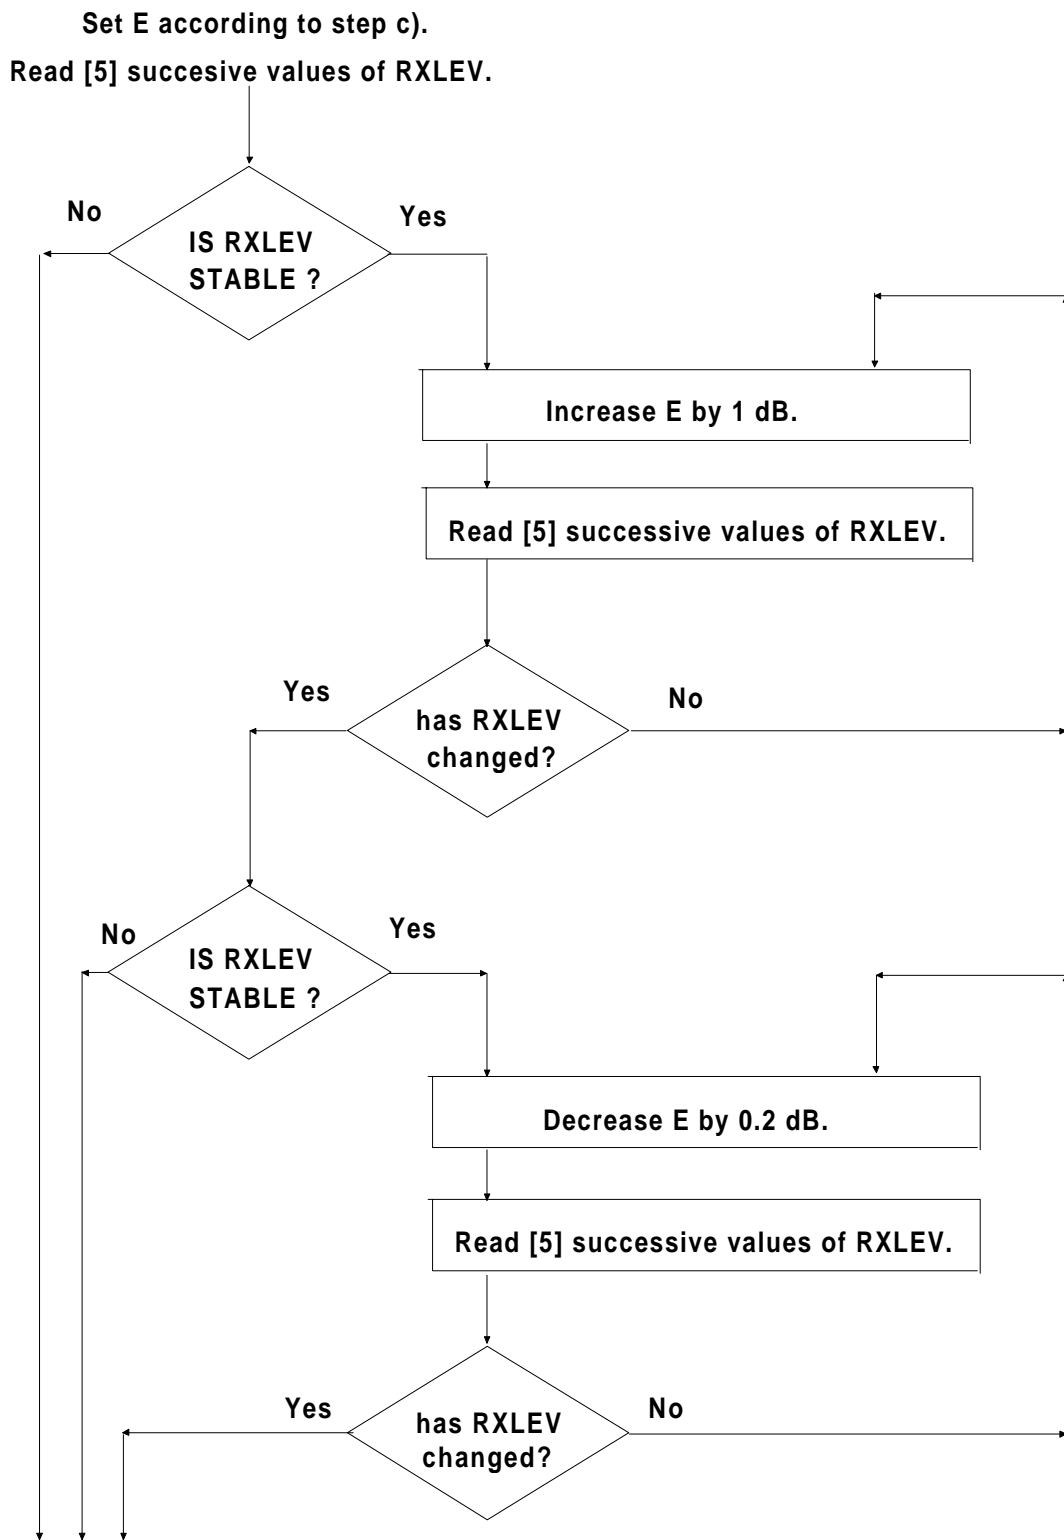 Set E according to step c).
Read [5] succesive values of RXLEV.
No
Yes
IS RXLEV
STABLE ?
Increase E by 1 dB.
Read [5] successive values of RXLEV.
Yes
No
has RXLEV
changed?
No
Yes
IS RXLEV
STABLE ?
Decrease E by 0.2 dB.
Read [5] successive values of RXLEV.
Yes
No
has RXLEV
changed?